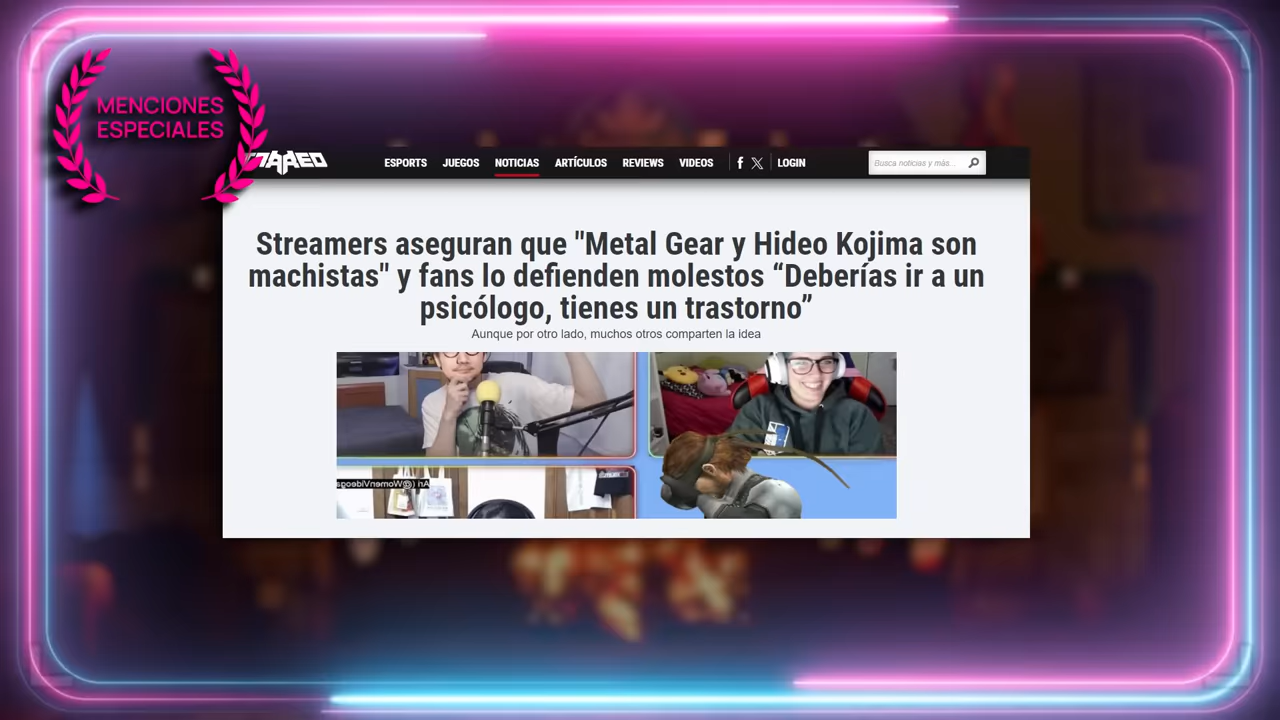 MENCIONES
ESPECIALES
ESPORTS JUEGOS NOTICIAS ARTÍCULOS REVIEWS VIDEOS LOGIN
Busca noticias y más...
Streamers aseguran que "Metal Gear y Hideo Kojima son
machistas" y fans lo defienden molestos “Deberías ir a un
psicólogo, tienes un trastorno”
Aunque por otro lado, muchos otros comparten la idea